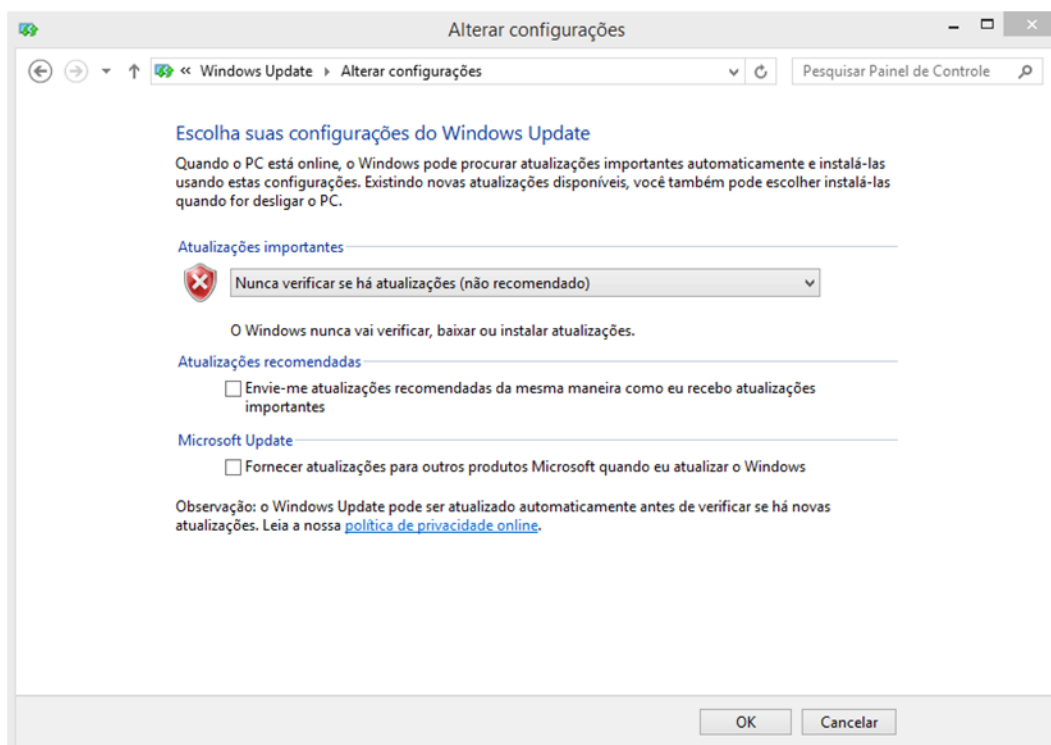 Alterar configurações
« Windows Update Alterar configurações
Pesquisar Painel de Controle
Escolha suas configurações do Windows Update
Quando o PC está online, o Windows pode procurar atualizações importantes automaticamente e instalá-las
usando estas configurações. Existindo novas atualizações disponíveis, você também pode escolher instalá-las
quando for desligar o PC.
Atualizações importantes
Nunca verificar se há atualizações (não recomendado)
O Windows nunca vai verificar, baixar ou instalar atualizações.
Atualizações recomendadas
Envie-me atualizações recomendadas da mesma maneira como eu recebo atualizações
importantes
Microsoft Update
Fornecer atualizações para outros produtos Microsoft quando eu atualizar o Windows
Observação: o Windows Update pode ser atualizado automaticamente antes de verificar se há novas
atualizações. Leia a nossa política de privacidade online.
OK
Cancelar